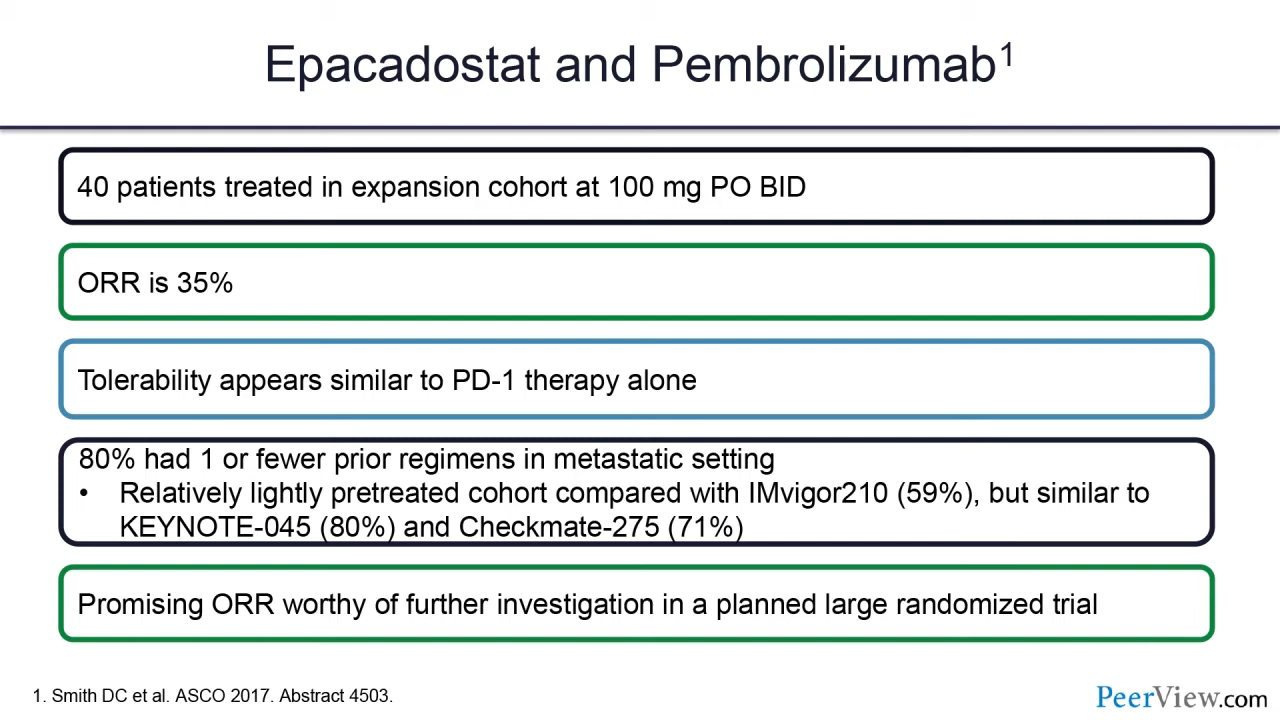 Epacadostat and Pembrolizumab1
40 patients treated in expansion cohort at 100 mg PO BID
ORR is 35%
Tolerability appears similar to PD-1 therapy alone
80% had 1 or fewer prior regimens in metastatic setting
• Relatively lightly pretreated cohort compared with IMvigor210 (59%), but similar to
KEYNOTE-045 (80%) and Checkmate-275 (71%)
Promising ORR worthy of further investigation in a planned large randomized trial
1. Smith DC et al. ASCO 2017. Abstract 4503.
PeerView.com